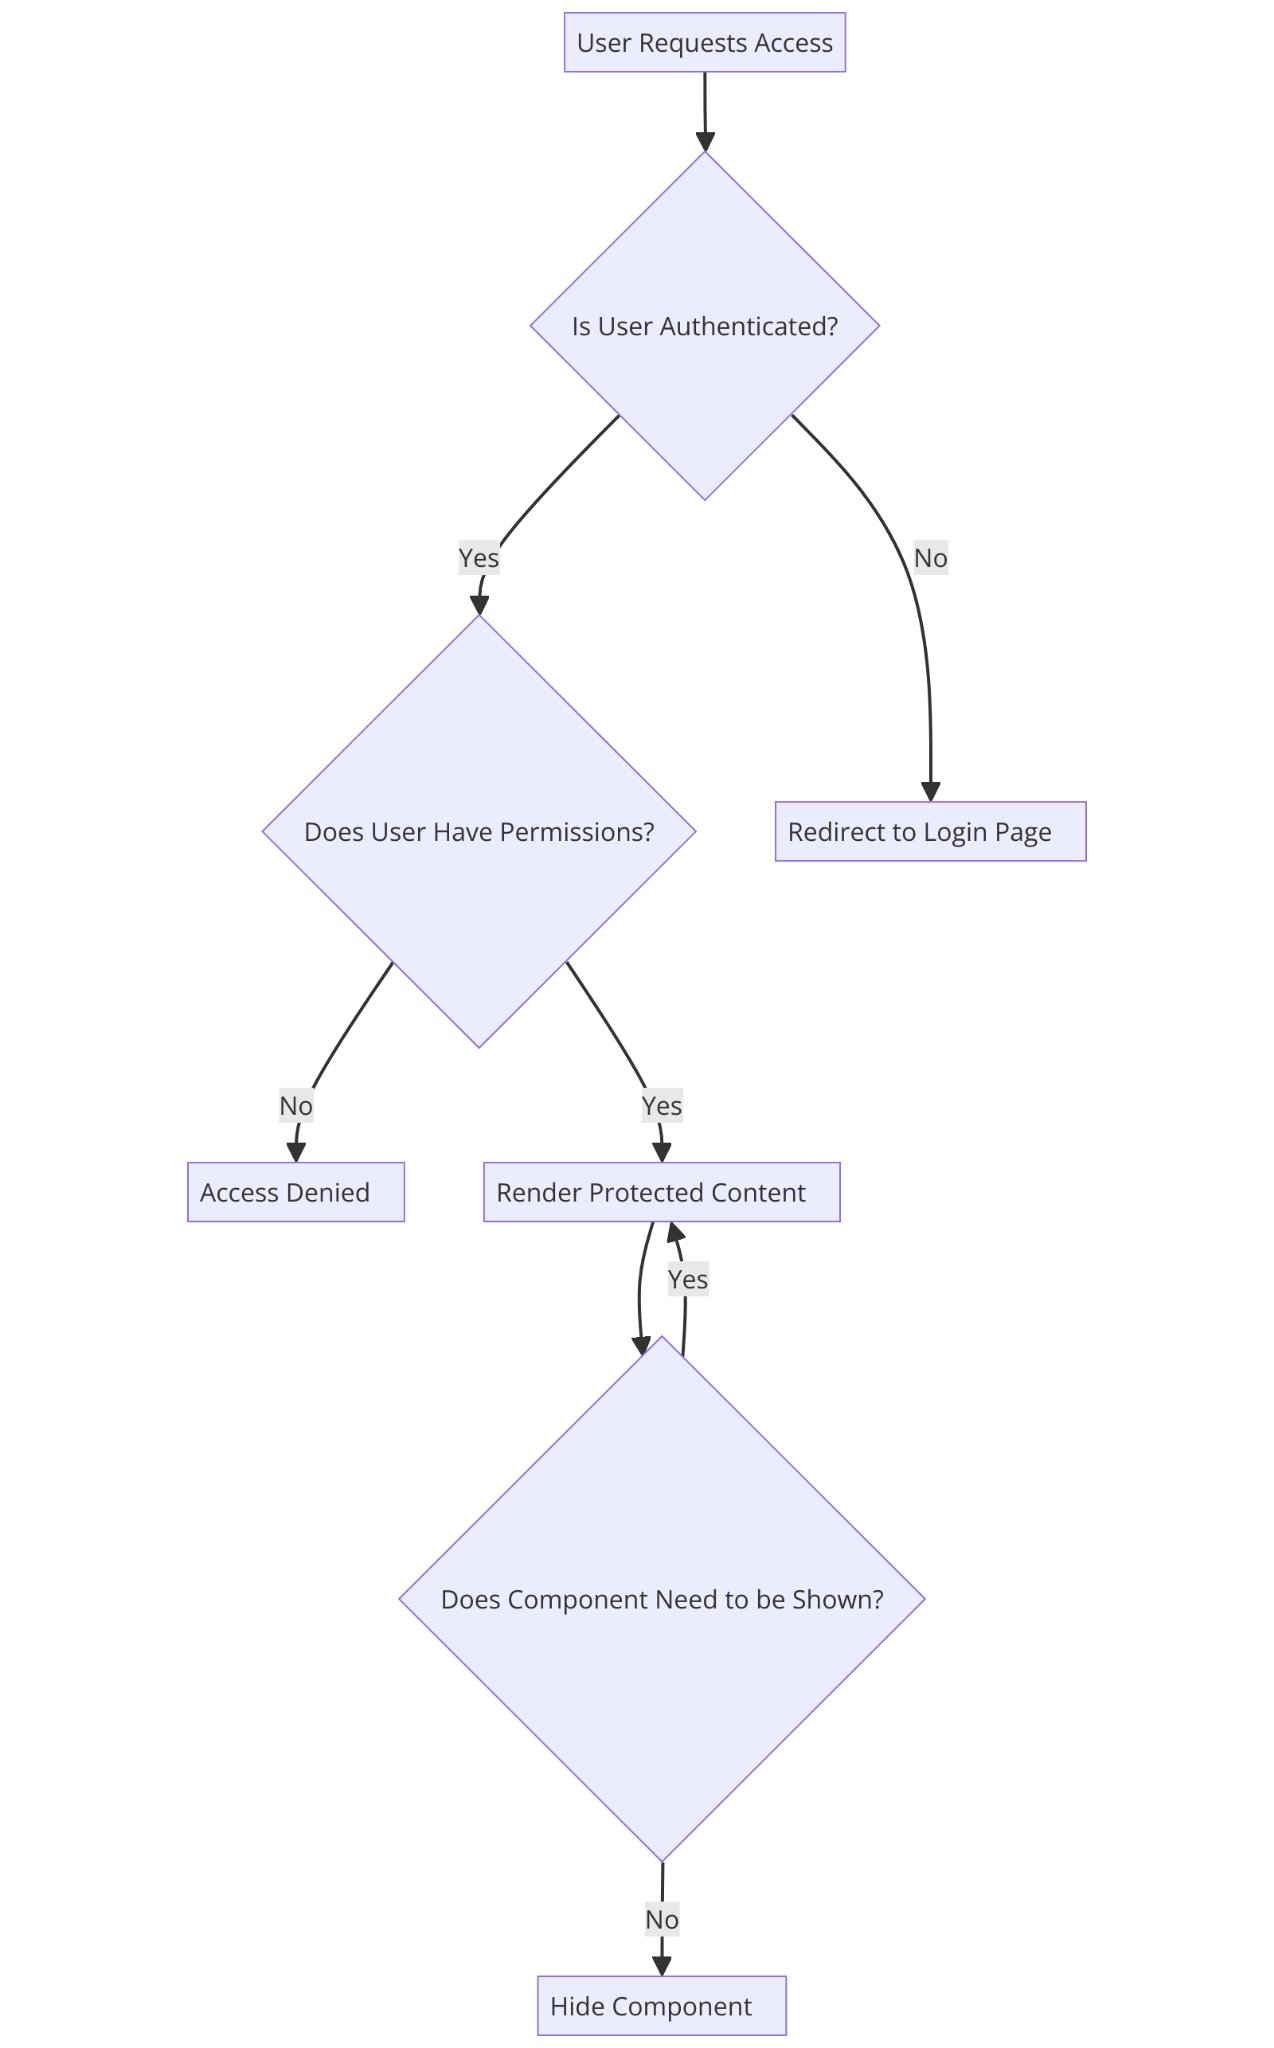 User Requests Access
Is User Authenticated?
Yes
No
Does User Have Permissions?
Redirect to Login Page
No
Yes
Access Denied
Render Protected Content
Yes
Does Component Need to be Shown?
No
Hide Component